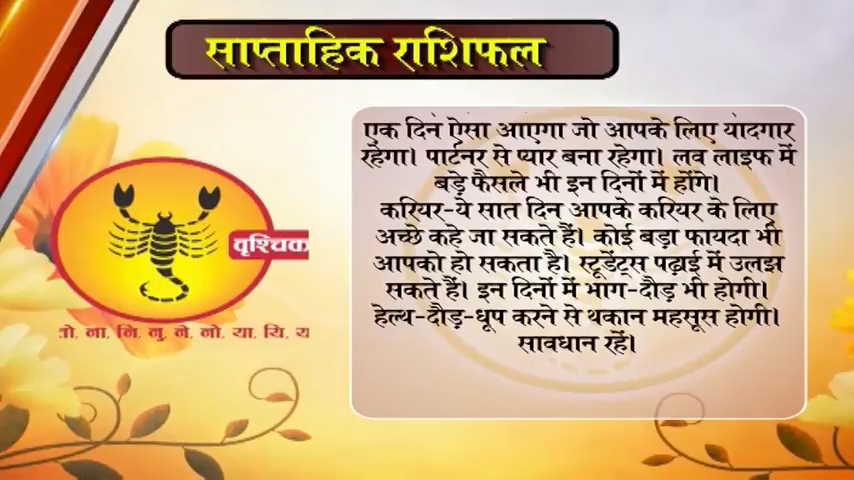 साप्ताहिक राशिफल
एक दिन ऐसा आएगा जो आपके लिए यादगार
रहेगा। पार्टनर से प्यार बना रहेगा। लव लाइफ में
बड़े फैसले भी इन दिनों में होंगे।
करियर-ये सात दिन आपके करियर के लिए
अच्छे कहे जा सकते हैं। कोई बड़ा फायदा भी
आपको हो सकता है। स्टूडेंट्स पढ़ाई में उलझ
सकते हैं। इन दिनों में भाग-दौड़ भी होगी।
हेल्थ-दौड़-धूप करने से थकान महसूस होगी।
सावधान रहें।
वृश्चिक
ना, नि, नु, ने, नो, या, यि,